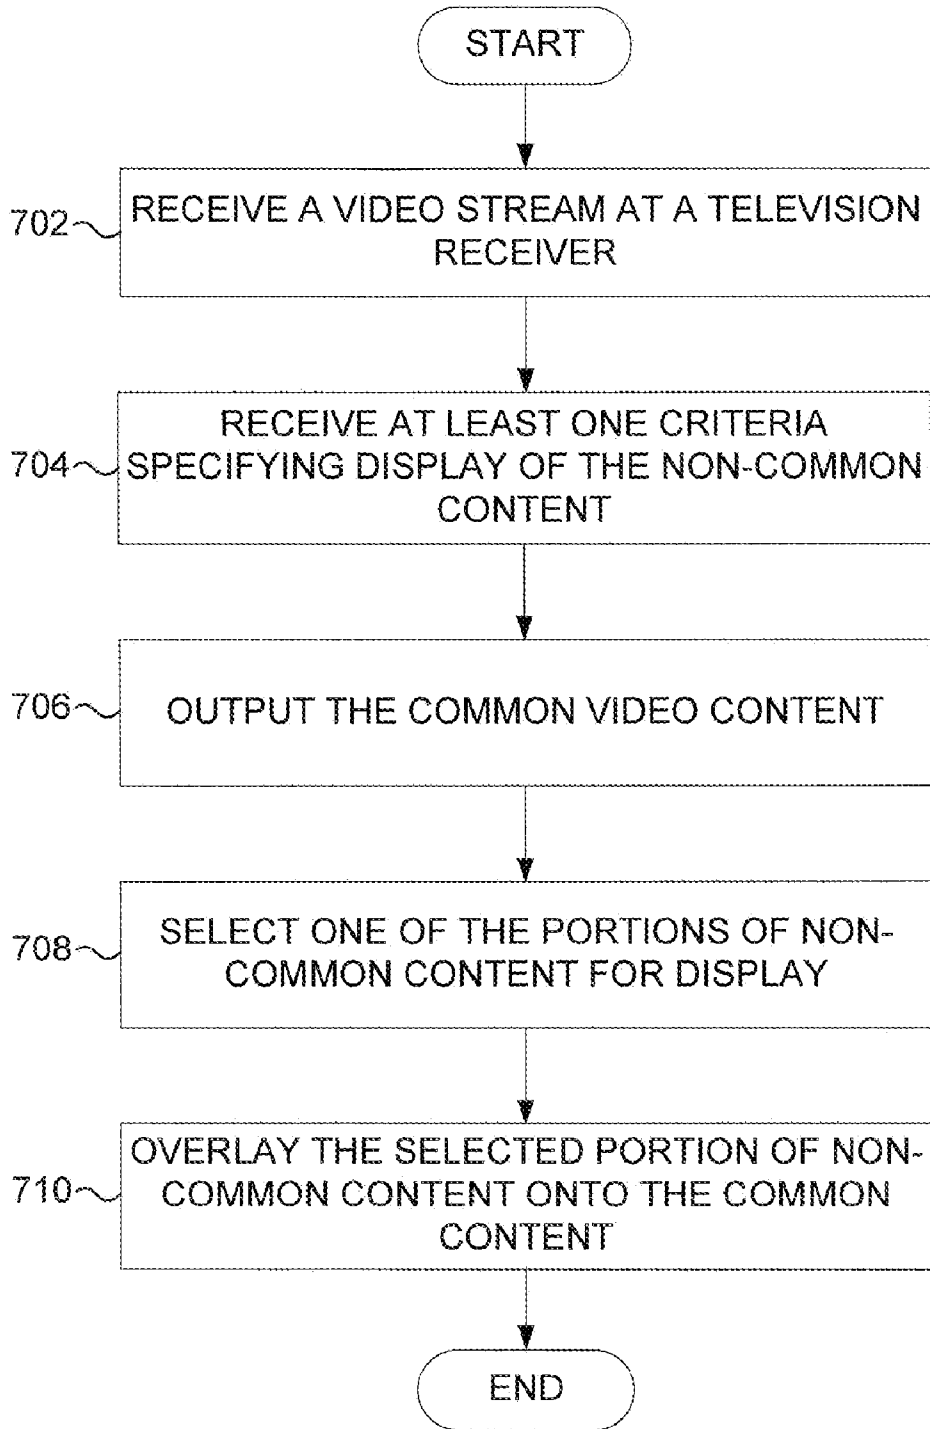 START
702
RECEIVE A VIDEO STREAM AT A TELEVISION
RECEIVER
704
RECEIVE AT LEAST ONE CRITERIA
SPECIFYING DISPLAY OF THE NON-COMMON
CONTENT
706
OUTPUT THE COMMON VIDEO CONTENT
708
SELECT ONE OF THE PORTIONS OF NON-
COMMON CONTENT FOR DISPLAY
710
OVERLAY THE SELECTED PORTION OF NON-
COMMON CONTENT ONTO THE COMMON
CONTENT
END